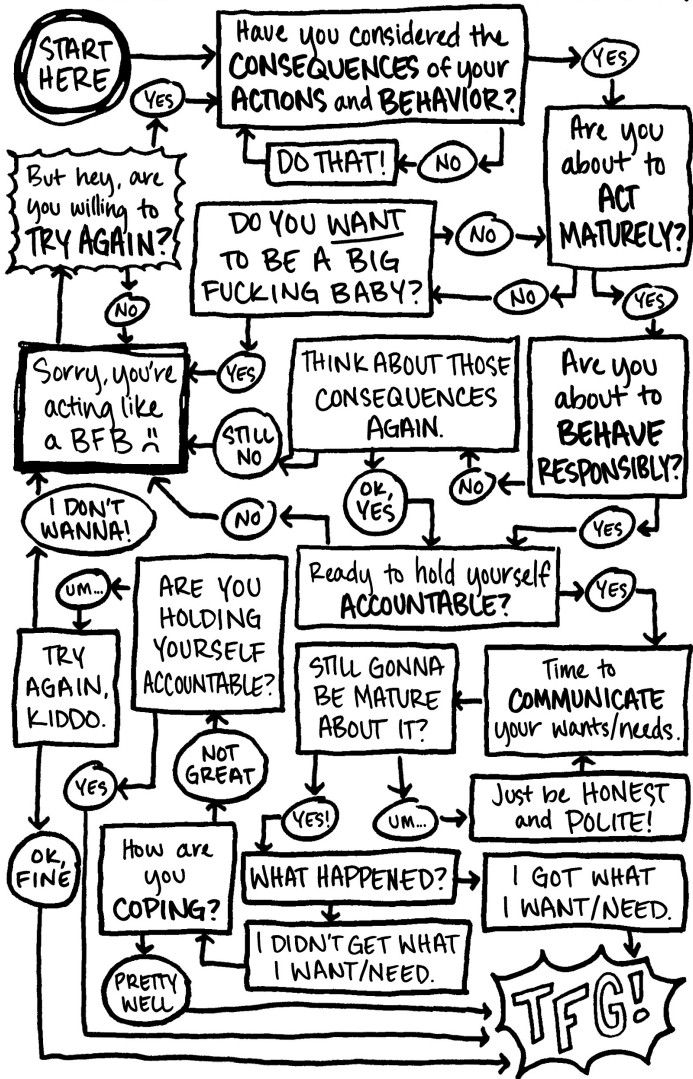 START
HERE
Have you considered the
CONSEQUENCES of your
ACTIONS and BEHAVIOR?
YES
YES
DO THAT!
NO
Are you
about to
ACT
MATURELY?
But hey, are
you willing to
TRY AGAIN?
NO
DO YOU WANT
TO BE A BIG
FUCKING BABY?
NO
NO
YES
Sorry, you're
acting like
a BFB :(
YES
STILL
NO
THINK ABOUT THOSE
CONSEQUENCES
AGAIN.
Are you
about to
BEHAVE
RESPONSIBLY?
OK,
YES
NO
I DON'T
WANNA!
NO
YES
Ready to hold yourself
ACCOUNTABLE?
YES
UM...
ARE YOU
HOLDING
YOURSELF
ACCOUNTABLE?
TRY
AGAIN,
KIDDO.
STILL GONNA
BE MATURE
ABOUT IT?
Time to
COMMUNICATE
your wants/needs.
YES
NOT
GREAT
YES!
UM...
Just be HONEST
and POLITE!
OK,
FINE
How are
you
COPING?
WHAT HAPPENED?
I GOT WHAT
I WANT/NEED.
I DIDN'T GET WHAT
I WANT/NEED.
PRETTY
WELL
TFG!